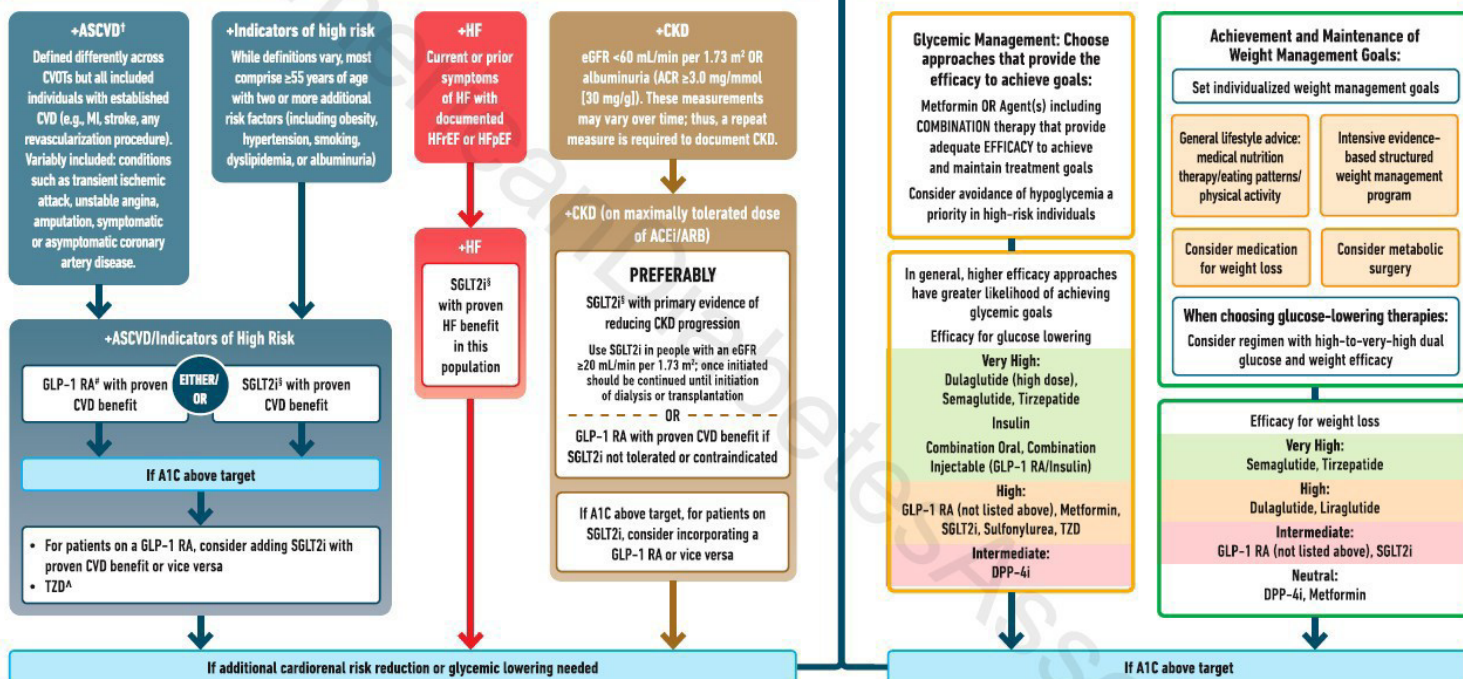 +ASCVD†
Defined differently across
CVOTs but all included
individuals with established
CVD (e.g., MI, stroke, any
revascularization procedure).
Variably included: conditions
such as transient ischemic
attack, unstable angina,
amputation, symptomatic
or asymptomatic coronary
artery disease.
+Indicators of high risk
While definitions vary, most
comprise ≥55 years of age
with two or more additional
risk factors (including obesity,
hypertension, smoking,
dyslipidemia, or albuminuria)
+ASCVD/Indicators of High Risk
GLP-1 RA# with proven
CVD benefit
EITHER/
OR
SGLT2i§ with proven
CVD benefit
If A1C above target
• For patients on a GLP-1 RA, consider adding SGLT2i with
proven CVD benefit or vice versa
• TZD^
+HF
Current or prior
symptoms
of HF with
documented
HFrEF or HFpEF
+HF
SGLT2i§
with proven
HF benefit
in this
population
+CKD
eGFR <60 mL/min per 1.73 m² OR
albuminuria (ACR ≥3.0 mg/mmol
[30 mg/g]). These measurements
may vary over time; thus, a repeat
measure is required to document CKD.
+CKD (on maximally tolerated dose
of ACEi/ARB)
PREFERABLY
SGLT2i§ with primary evidence of
reducing CKD progression
Use SGLT2i in people with an eGFR
≥20 mL/min per 1.73 m²; once initiated
should be continued until initiation
of dialysis or transplantation
OR
GLP-1 RA with proven CVD benefit if
SGLT2i not tolerated or contraindicated
If A1C above target, for patients on
SGLT2i, consider incorporating a
GLP-1 RA or vice versa
If additional cardiorenal risk reduction or glycemic lowering needed
Glycemic Management: Choose
approaches that provide the
efficacy to achieve goals:
Metformin OR Agent(s) including
COMBINATION therapy that provide
adequate EFFICACY to achieve
and maintain treatment goals
Consider avoidance of hypoglycemia a
priority in high-risk individuals
In general, higher efficacy approaches
have greater likelihood of achieving
glycemic goals
Efficacy for glucose lowering
Very High:
Dulaglutide (high dose),
Semaglutide, Tirzepatide
Insulin
Combination Oral, Combination
Injectable (GLP-1 RA/Insulin)
High:
GLP-1 RA (not listed above), Metformin,
SGLT2i, Sulfonylurea, TZD
Intermediate:
DPP-4i
Achievement and Maintenance of
Weight Management Goals:
Set individualized weight management goals
General lifestyle advice:
medical nutrition
therapy/eating patterns/
physical activity
Intensive evidence-
based structured
weight management
program
Consider medication
for weight loss
Consider metabolic
surgery
When choosing glucose-lowering therapies:
Consider regimen with high-to-very-high dual
glucose and weight efficacy
Efficacy for weight loss
Very High:
Semaglutide, Tirzepatide
High:
Dulaglutide, Liraglutide
Intermediate:
GLP-1 RA (not listed above), SGLT2i
Neutral:
DPP-4i, Metformin
If A1C above target